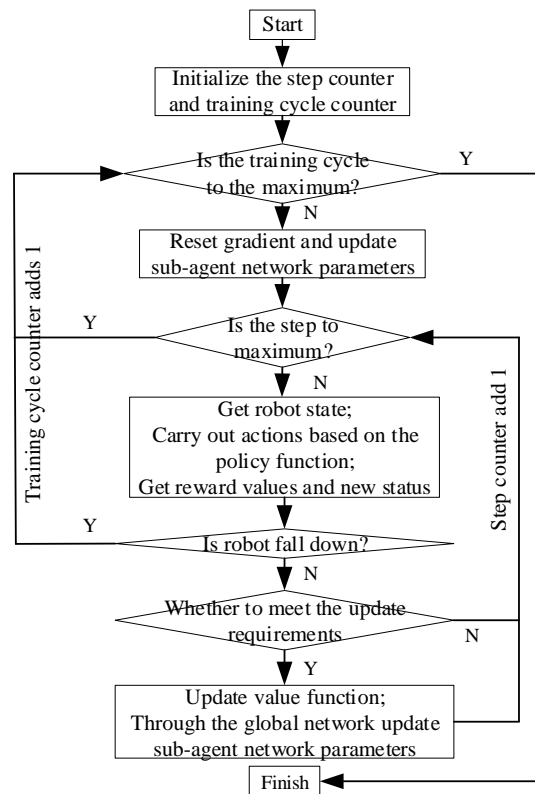 Start
Initialize the step counter
and training cycle counter
Is the training cycle
to the maximum?
Y
N
Reset gradient and update
sub-agent network parameters
Training cycle counter adds 1
Y
Is the step to
maximum?
N
Get robot state;
Carry out actions based on the
policy function;
Get reward values and new status
Step counter add 1
Y
Is robot fall down?
N
Whether to meet the update
requirements
N
Y
Update value function;
Through the global network update
sub-agent network parameters
Finish